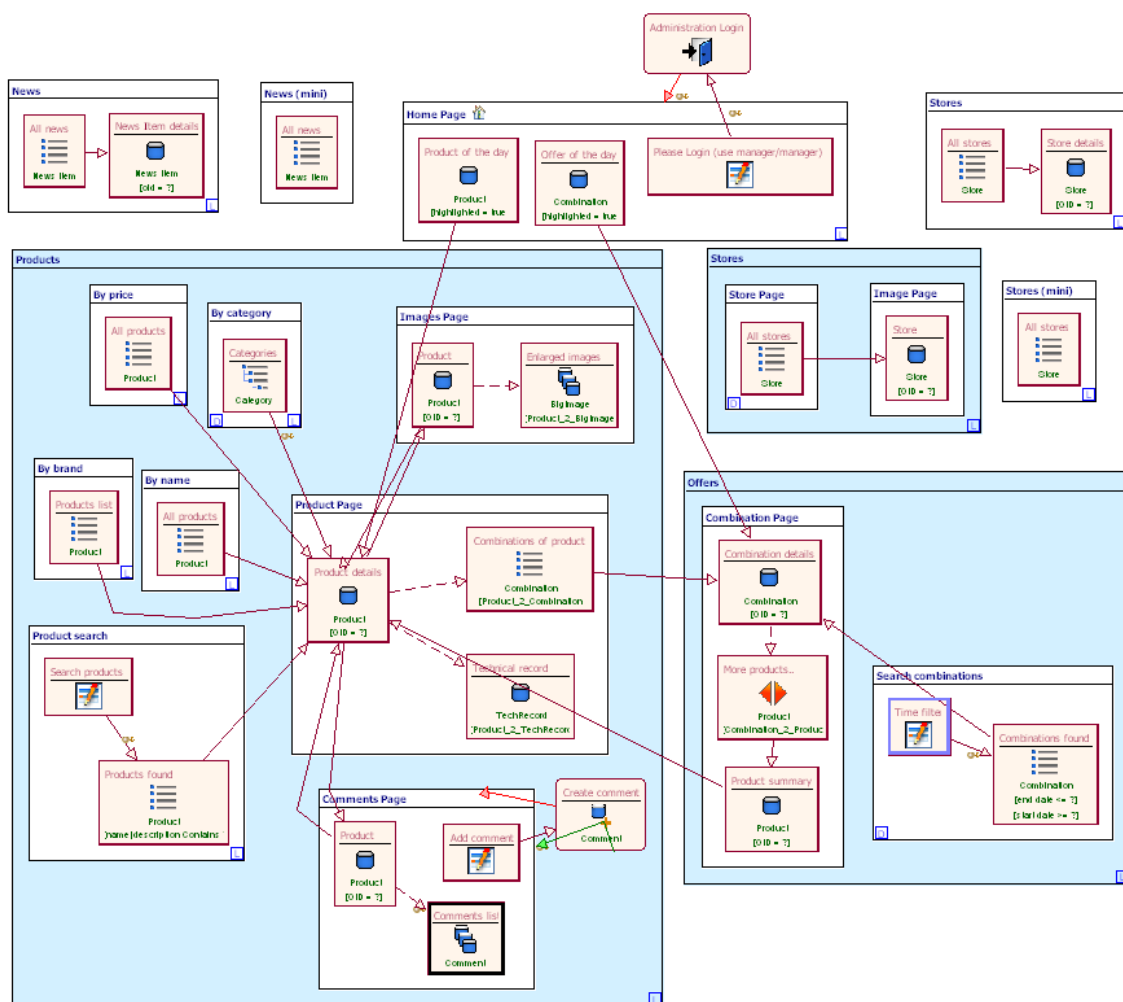 Administration Login
News
All news
News Item
News Item details
News Item
[oid = ?]
L
News (mini)
All news
News Item
Home Page
Product of the day
Product
[highlighted = true
Offer of the day
Combination
[highlighted = true
Please Login (use manager/manager)
L
Stores
All stores
Store
Store details
Store
[OID = ?]
L
Products
By price
All products
Product
L
By category
Categories
Category
D
L
Images Page
Product
Product
[OID = ?]
Enlarged images
BigImage
[Product_2_BigImage
Stores
Store Page
All stores
Store
D
Image Page
Store
Store
[OID = ?]
L
Stores (mini)
All stores
Store
L
By brand
Products list
Product
L
By name
All products
Product
L
Product Page
Product details
Product
[OID = ?]
Combinations of product
Combination
[Product_2_Combination
Technical record
TechRecord
[Product_2_TechRecord
Product search
Search products
Products found
Product
[name|description Contains
L
Comments Page
Product
Product
[OID = ?]
Add comment
Comments list
Comment
Create comment
Comment
L
Offers
Combination Page
Combination details
Combination
[OID = ?]
More products..
Product
[Combination_2_Produc
Product summary
Product
[OID = ?]
Search combinations
Time filter
Combinations found
Combination
[end date <= ?]
[start date >= ?]
D
L